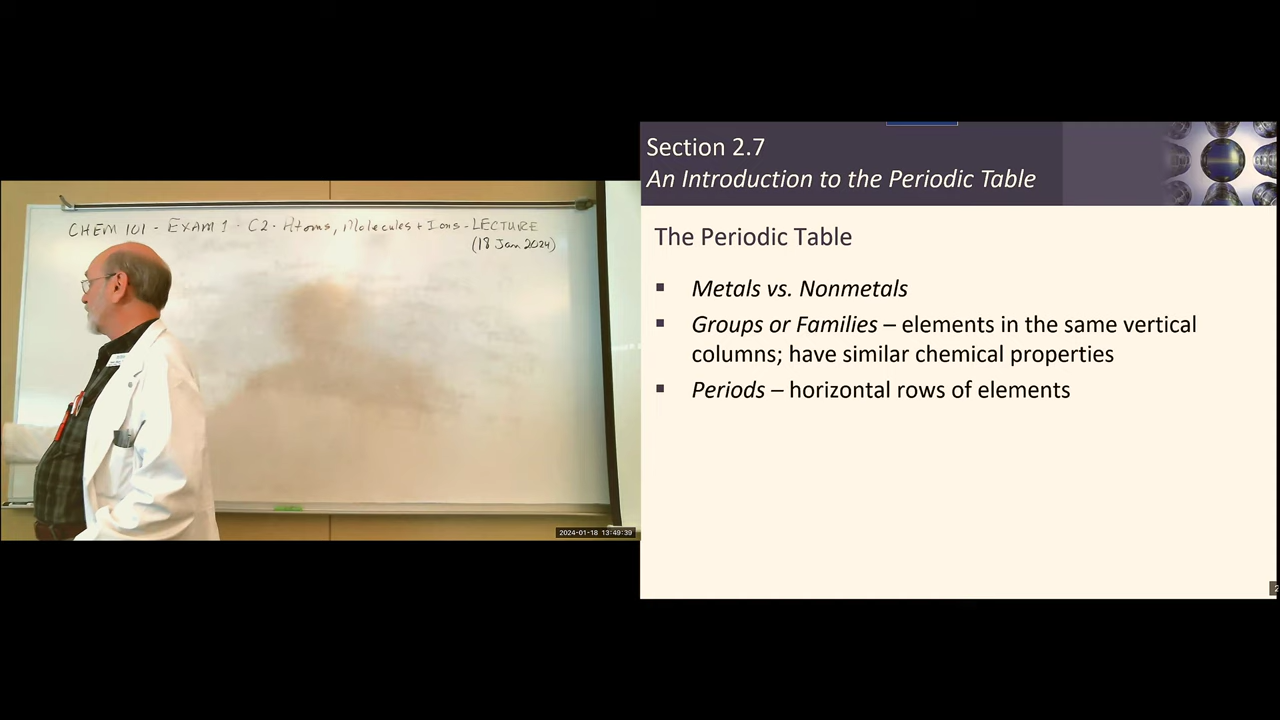 CHEM 101 - EXAM 1 - C2 - Atoms, Molecules + Ions - LECTURE
(18 Jan 2024)
2024-01-18 13:49:39
Section 2.7
An Introduction to the Periodic Table
The Periodic Table
▪ Metals vs. Nonmetals
▪ Groups or Families – elements in the same vertical
columns; have similar chemical properties
▪ Periods – horizontal rows of elements